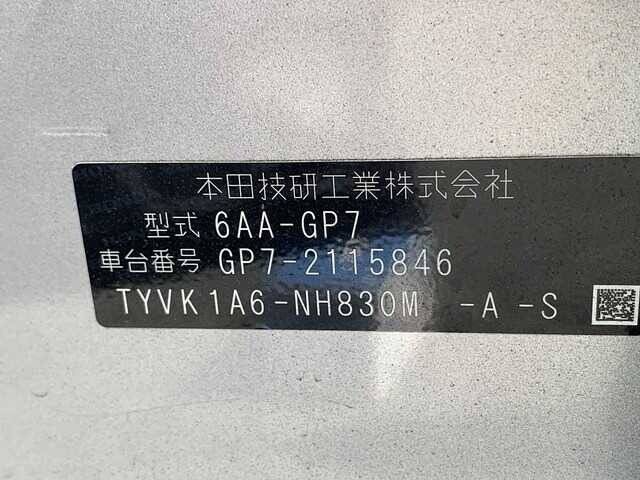 本田技研工業株式会社
型式 6AA-GP7
車台番号 GP7-2115846
TYVK1A6-NH830M -A -S